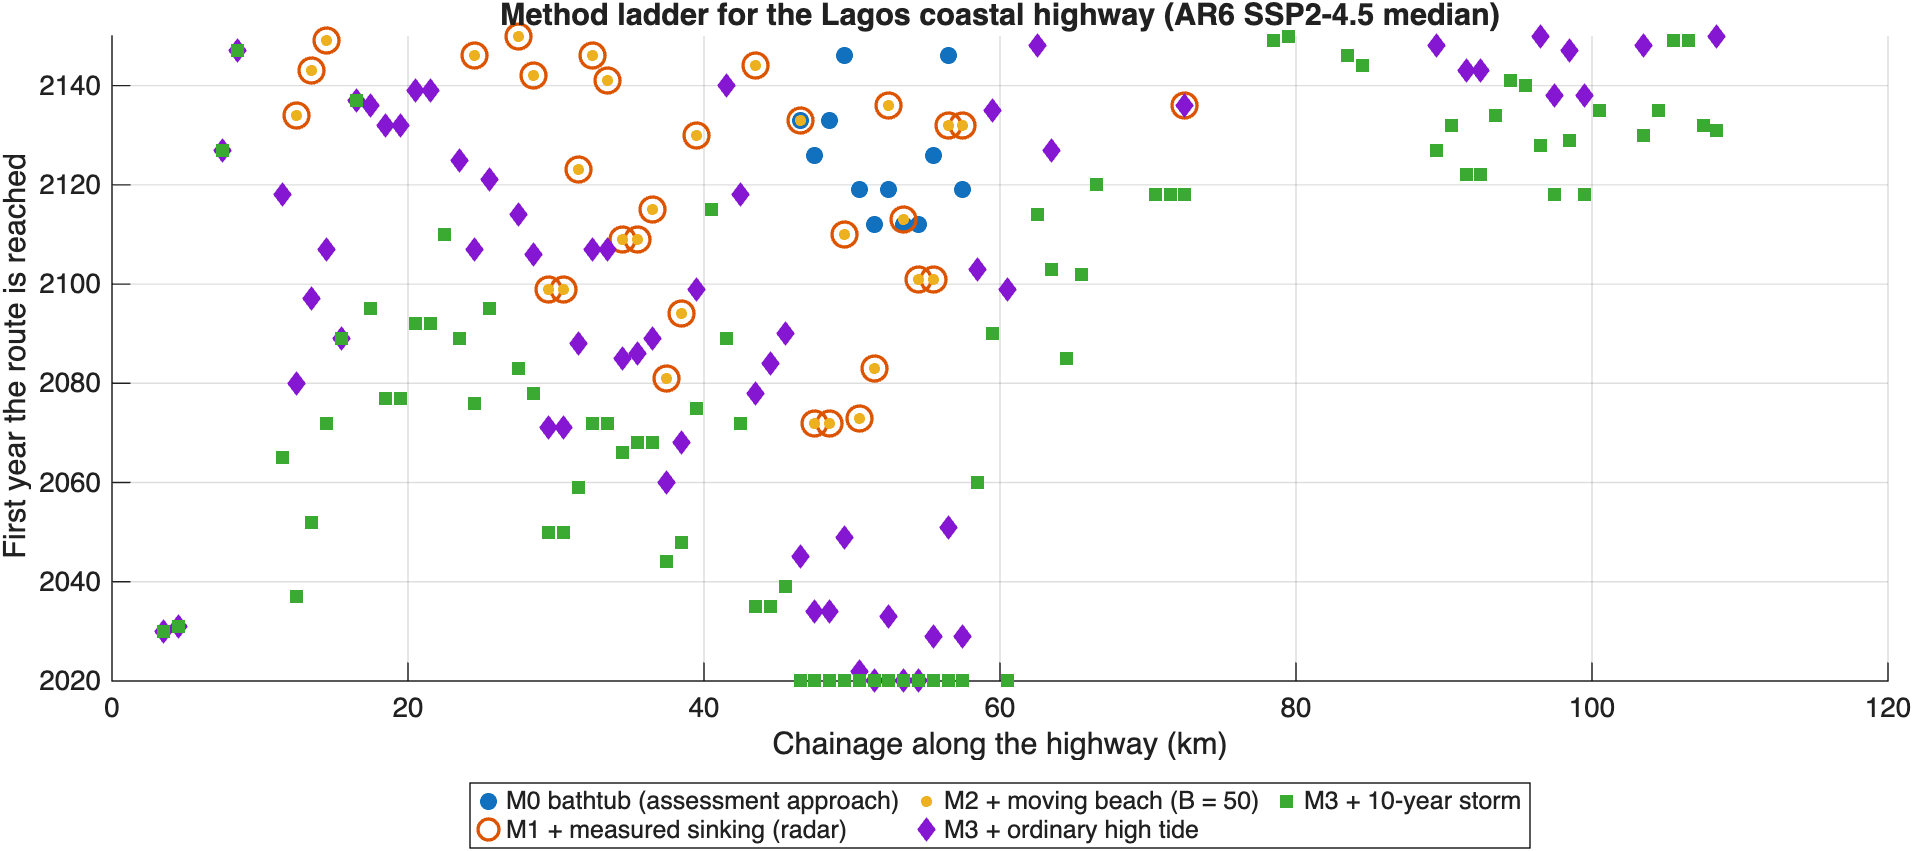 Method ladder for the Lagos coastal highway (AR6 SSP2-4.5 median)
First year the route is reached
2140
2120
2100
2080
2060
2040
2020
0 20 40 60 80 100 120
Chainage along the highway (km)
M0 bathtub (assessment approach) M2 + moving beach (B = 50) M3 + 10-year storm
M1 + measured sinking (radar) M3 + ordinary high tide